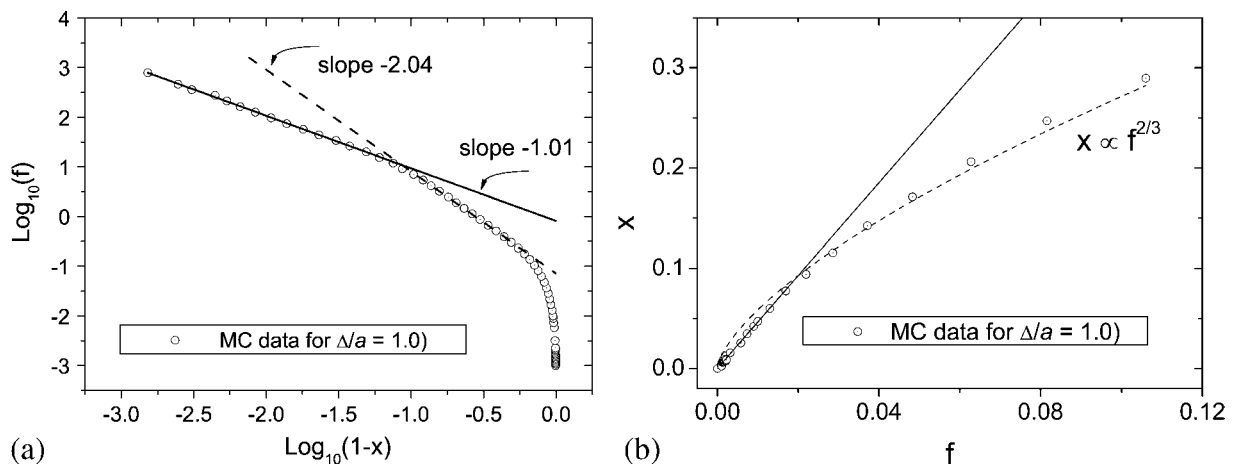 4
3
2
1
0
-1
-2
-3
Log10(f)
slope -2.04
slope -1.01
MC data for Δ/a = 1.0)
-3.0 -2.5 -2.0 -1.5 -1.0 -0.5 0.0
Log10(1-x)
(a)
0.3
0.2
0.1
0.0
x
x ∝ f^2/3
MC data for Δ/a = 1.0)
0.00 0.04 0.08 0.12
f
(b)